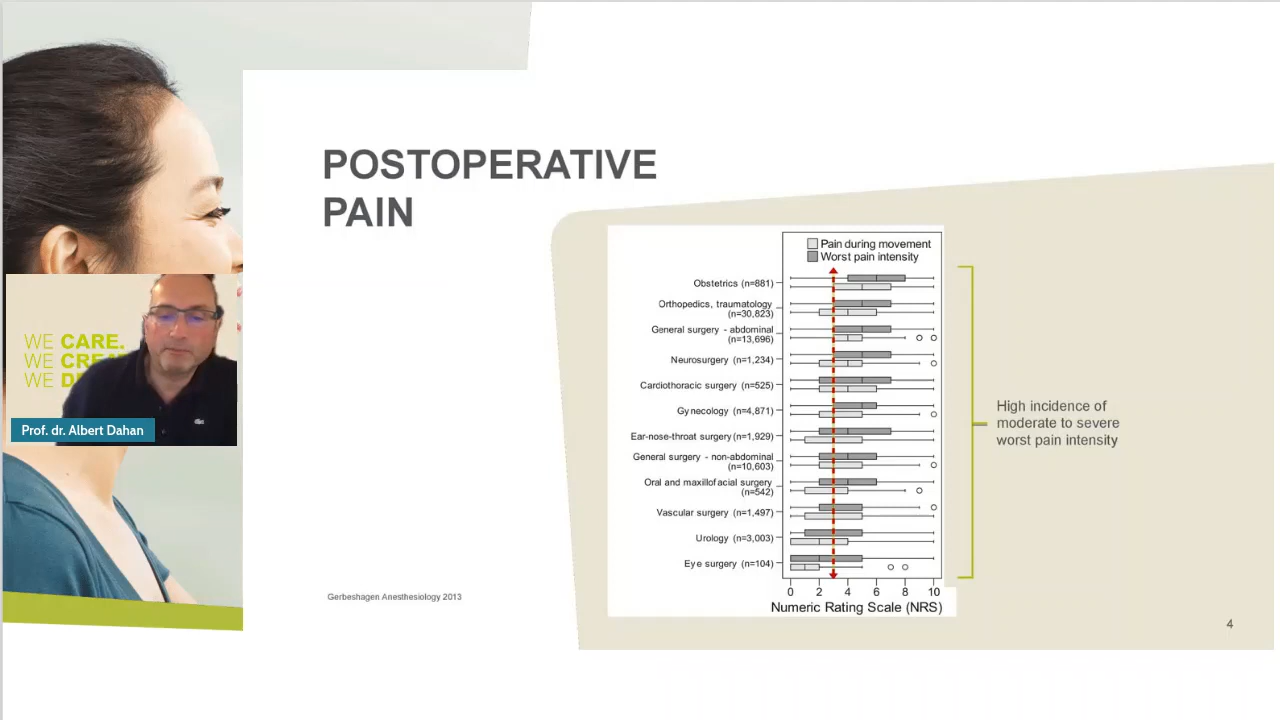 POSTOPERATIVE
PAIN
WE CARE.
WE
WE
Prof. dr. Albert Dahan
Pain during movement
Worst pain intensity
Obstetrics (n=881)
Orthopedics, traumatology
(n=30,823)
General surgery - abdominal
(n=13,696)
Neurosurgery (n=1,234)
Cardiothoracic surgery (n=525)
Gynecology (n=4,871)
Ear-nose-throat surgery (n=1,929)
General surgery - non-abdominal
(n=10,603)
Oral and maxillofacial surgery
(n=542)
Vascular surgery (n=1,497)
Urology (n=3,003)
Eye surgery (n=104)
0 2 4 6 8 10
Numeric Rating Scale (NRS)
High incidence of
moderate to severe
worst pain intensity
Gerbeshagen Anesthesiology 2013
4